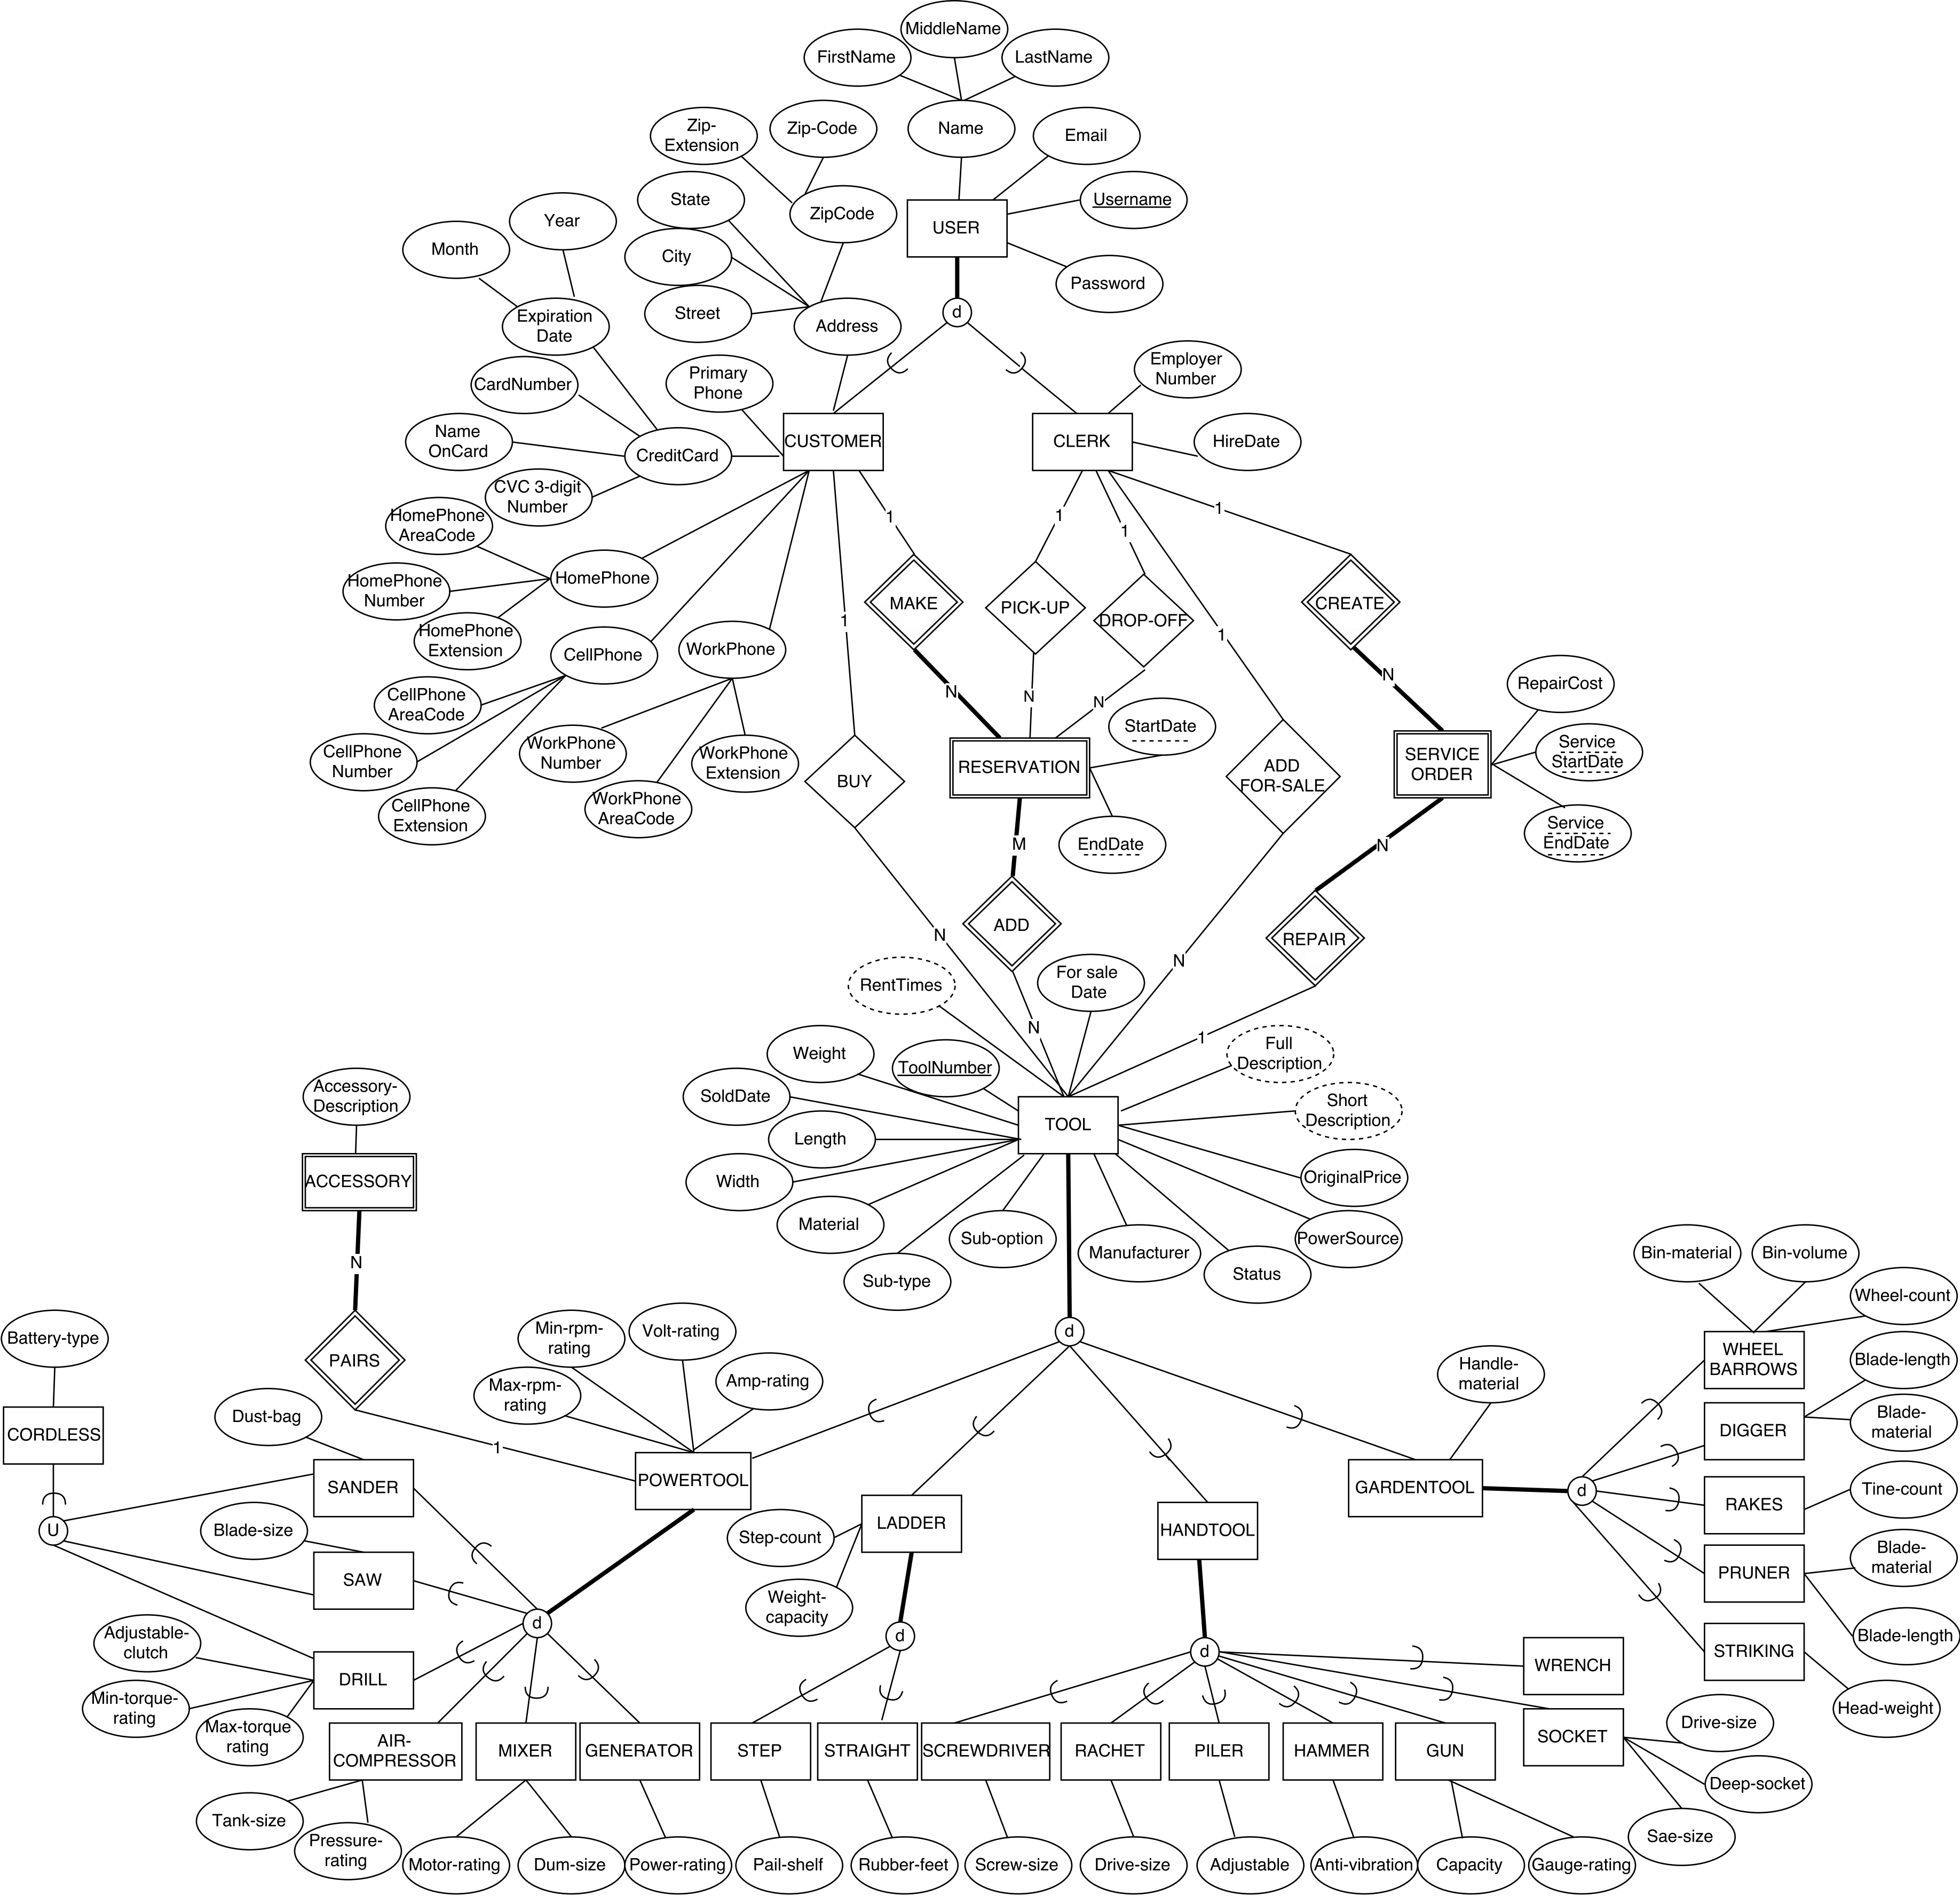 MiddleName
FirstName
LastName
Zip-
Extension
Zip-Code
Name
Email
State
ZipCode
Username
Year
Month
City
USER
Password
Street
Expiration
Date
Address
d
CardNumber
Primary
Phone
Employer
Number
Name
OnCard
CreditCard
CUSTOMER
CLERK
HireDate
CVC 3-digit
Number
HomePhone
AreaCode
1
1
1
1
HomePhone
HomePhone
Number
HomePhone
Extension
MAKE
PICK-UP
DROP-OFF
CREATE
1
1
CellPhone
WorkPhone
CellPhone
AreaCode
N
N
N
N
RepairCost
CellPhone
Number
WorkPhone
Number
WorkPhone
Extension
StartDate
Service
StartDate
CellPhone
Extension
WorkPhone
AreaCode
BUY
RESERVATION
ADD
FOR-SALE
SERVICE
ORDER
M
EndDate
N
Service
EndDate
N
ADD
N
REPAIR
RentTimes
For sale
Date
N
1
Weight
ToolNumber
Full
Description
SoldDate
Short
Description
Accessory-
Description
Length
TOOL
Width
OriginalPrice
ACCESSORY
Material
Sub-option
Manufacturer
PowerSource
Sub-type
Status
N
Bin-material
Bin-volume
Wheel-count
Battery-type
PAIRS
Min-rpm-
rating
Volt-rating
d
Max-rpm-
rating
Amp-rating
Handle-
material
WHEEL
BARROWS
Blade-length
CORDLESS
Dust-bag
1
DIGGER
Blade-
material
SANDER
POWERTOOL
GARDENTOOL
d
RAKES
Tine-count
U
Blade-size
Step-count
LADDER
HANDTOOL
SAW
Weight-
capacity
PRUNER
Blade-
material
Adjustable-
clutch
d
d
d
STRIKING
Blade-length
Min-torque-
rating
DRILL
WRENCH
Max-torque
rating
Head-weight
AIR-
COMPRESSOR
MIXER
GENERATOR
STEP
STRAIGHT
SCREWDRIVER
RACHET
PILER
HAMMER
GUN
SOCKET
Drive-size
Deep-socket
Tank-size
Sae-size
Pressure-
rating
Motor-rating
Dum-size
Power-rating
Pail-shelf
Rubber-feet
Screw-size
Drive-size
Adjustable
Anti-vibration
Capacity
Gauge-rating